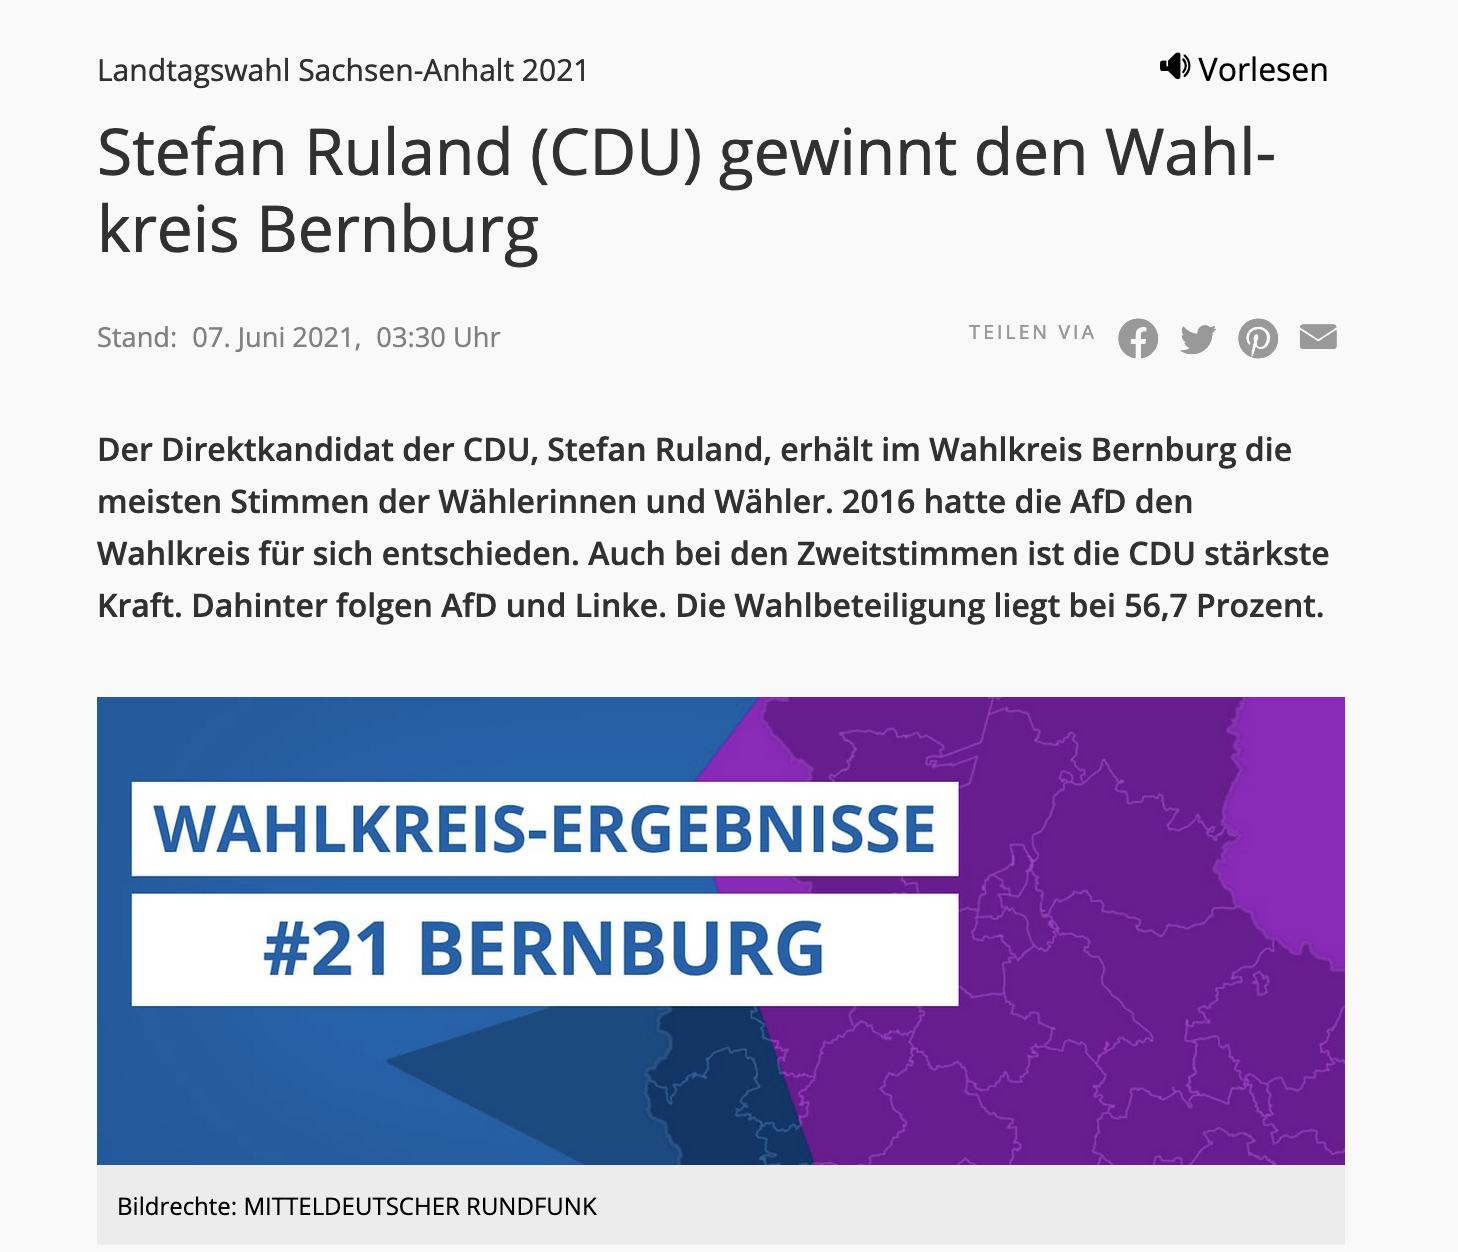 Landtagswahl Sachsen-Anhalt 2021
Vorlesen
Stefan Ruland (CDU) gewinnt den Wahl-
kreis Bernburg
Stand: 07. Juni 2021, 03:30 Uhr
TEILEN VIA
Der Direktkandidat der CDU, Stefan Ruland, erhält im Wahlkreis Bernburg die
meisten Stimmen der Wählerinnen und Wähler. 2016 hatte die AfD den
Wahlkreis für sich entschieden. Auch bei den Zweitstimmen ist die CDU stärkste
Kraft. Dahinter folgen AfD und Linke. Die Wahlbeteiligung liegt bei 56,7 Prozent.
WAHLKREIS-ERGEBNISSE
#21 BERNBURG
Bildrechte: MITTELDEUTSCHER RUNDFUNK